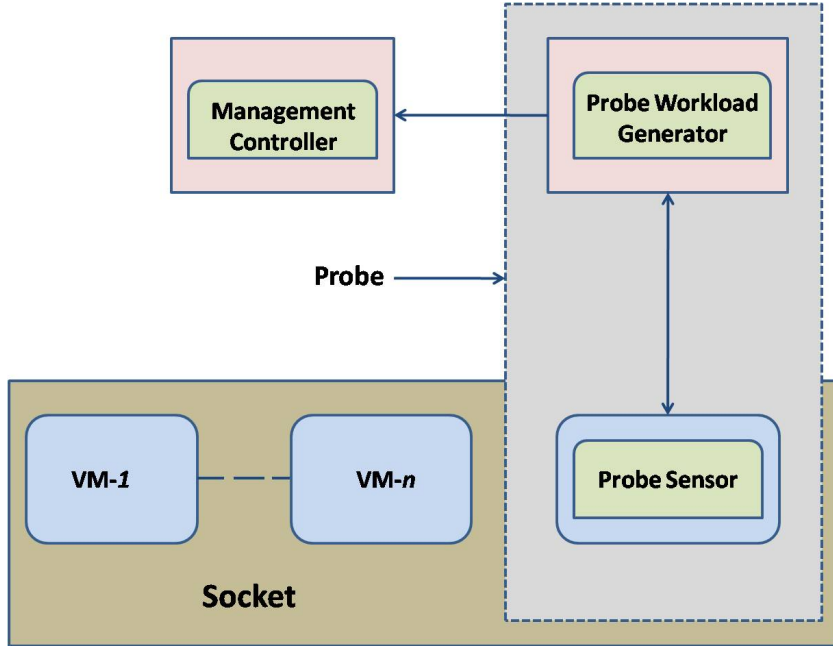 Management
Controller
Probe Workload
Generator
Probe
VM-1
VM-n
Probe Sensor
Socket